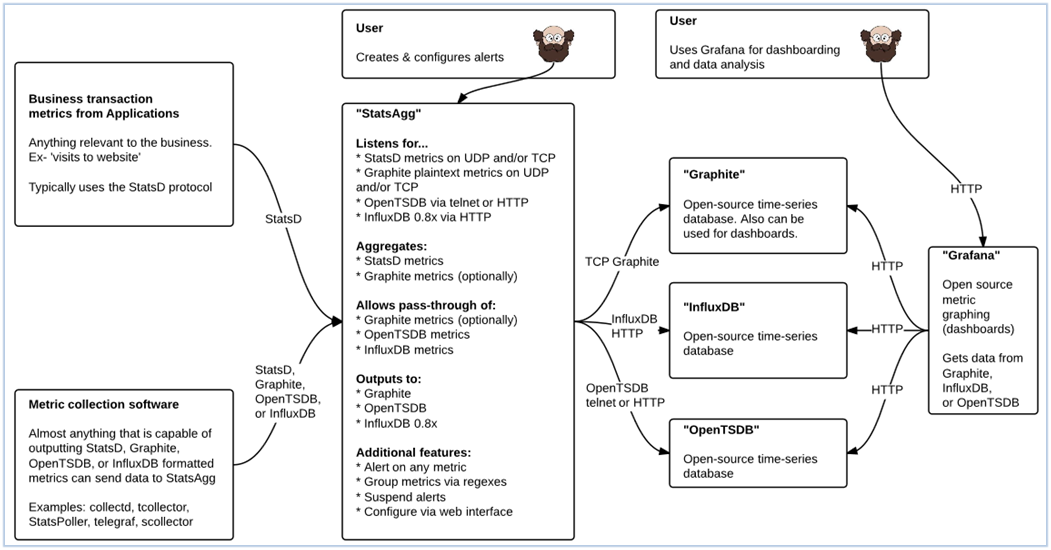 User
Creates & configures alerts
User
Uses Grafana for dashboarding
and data analysis
Business transaction
metrics from Applications
Anything relevant to the business.
Ex- 'visits to website'
Typically uses the StatsD protocol
StatsD
Metric collection software
Almost anything that is capable of
outputting StatsD, Graphite,
OpenTSDB, or InfluxDB formatted
metrics can send data to StatsAgg
Examples: collectd, tcollector,
StatsPoller, telegraf, scollector
StatsD,
Graphite,
OpenTSDB,
or InfluxDB
"StatsAgg"
Listens for...
* StatsD metrics on UDP and/or TCP
* Graphite plaintext metrics on UDP
and/or TCP
* OpenTSDB via telnet or HTTP
* InfluxDB 0.8x via HTTP
Aggregates:
* StatsD metrics
* Graphite metrics (optionally)
Allows pass-through of:
* Graphite metrics (optionally)
* OpenTSDB metrics
* InfluxDB metrics
Outputs to:
* Graphite
* OpenTSDB
* InfluxDB 0.8x
Additional features:
* Alert on any metric
* Group metrics via regexes
* Suspend alerts
* Configure via web interface
TCP Graphite
InfluxDB
HTTP
OpenTSDB
telnet or HTTP
"Graphite"
Open-source time-series
database. Also can be
used for dashboards.
"InfluxDB"
Open-source time-series
database
"OpenTSDB"
Open-source time-series
database
HTTP
HTTP
HTTP
HTTP
"Grafana"
Open source
metric
graphing
(dashboards)
Gets data from
Graphite,
InfluxDB,
or OpenTSDB